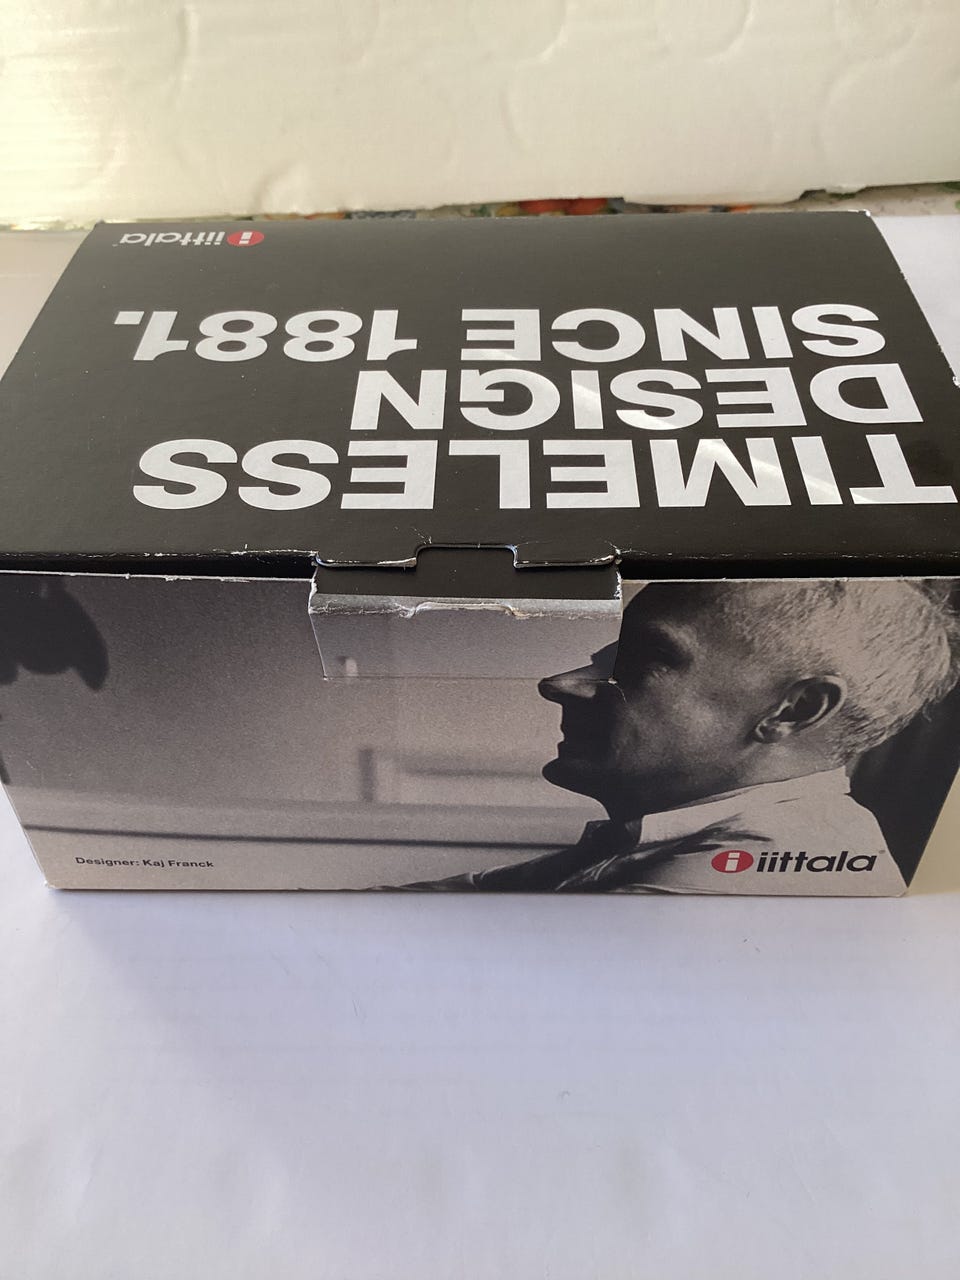 TIMELESS
DESIGN
SINCE 1881.
iittala
Designer: Kaj Franck
i iittala